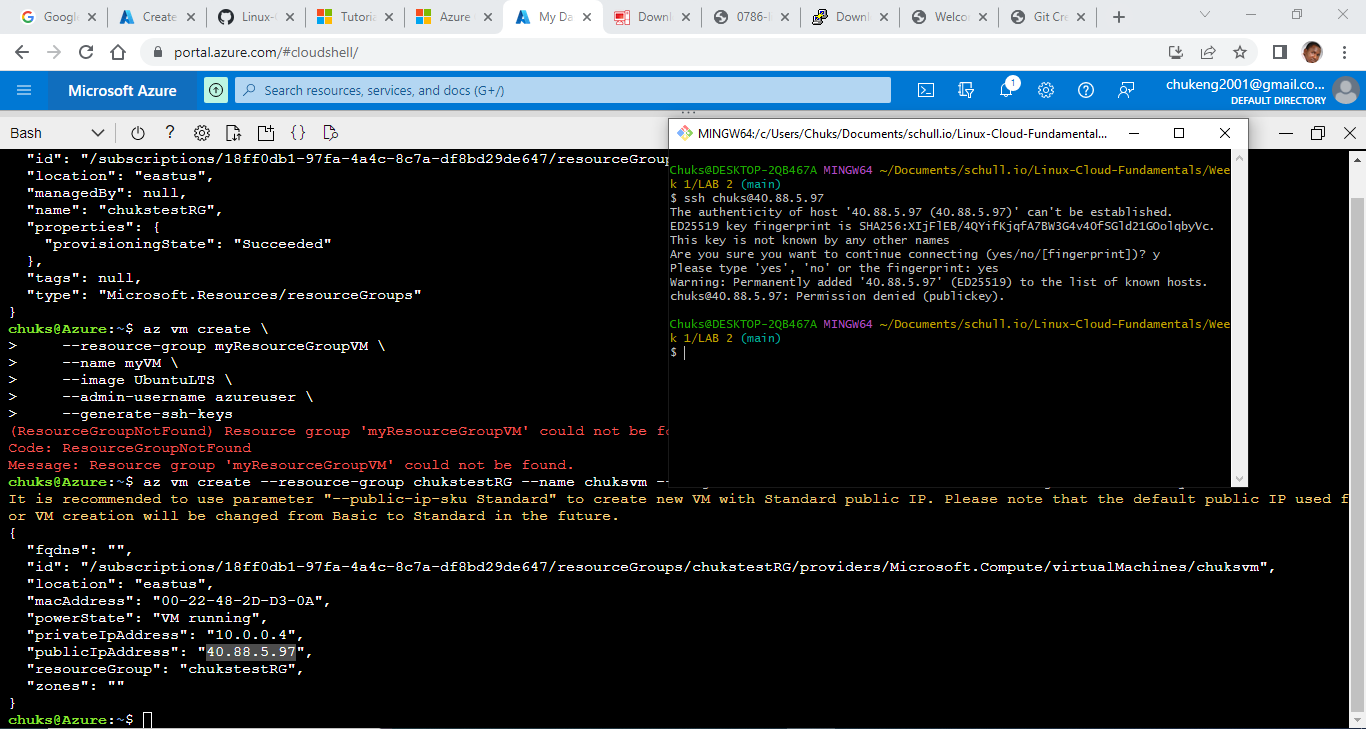 Googl
Create
Linux-
Tutoria
Azure
My Da
Downl
0786-
Downl
Welco
Git Cre
portal.azure.com/#cloudshell/
Microsoft Azure
Search resources, services, and docs (G+/)
1
chukeng2001@gmail.co...
DEFAULT DIRECTORY
Bash
"id": "/subscriptions/18ff0db1-97fa-4a4c-8c7a-df8bd29de647/resourceGroup
"location": "eastus",
"managedBy": null,
"name": "chukstestRG",
"properties": {
"provisioningState": "Succeeded"
},
"tags": null,
"type": "Microsoft.Resources/resourceGroups"
}
chuks@Azure:~$ az vm create \
> --resource-group myResourceGroupVM \
> --name myVM \
> --image UbuntuLTS \
> --admin-username azureuser \
> --generate-ssh-keys
(ResourceGroupNotFound) Resource group 'myResourceGroupVM' could not be fo
Code: ResourceGroupNotFound
Message: Resource group 'myResourceGroupVM' could not be found.
chuks@Azure:~$ az vm create --resource-group chukstestRG --name chuksvm --
It is recommended to use parameter "--public-ip-sku Standard" to create new VM with Standard public IP. Please note that the default public IP used f
or VM creation will be changed from Basic to Standard in the future.
{
"fqdns": "",
"id": "/subscriptions/18ff0db1-97fa-4a4c-8c7a-df8bd29de647/resourceGroups/chukstestRG/providers/Microsoft.Compute/virtualMachines/chuksvm",
"location": "eastus",
"macAddress": "00-22-48-2D-D3-0A",
"powerState": "VM running",
"privateIpAddress": "10.0.0.4",
"publicIpAddress": "40.88.5.97",
"resourceGroup": "chukstestRG",
"zones": ""
}
chuks@Azure:~$
MINGW64:/c/Users/Chuks/Documents/schull.io/Linux-Cloud-Fundamental...
Chuks@DESKTOP-2QB467A MINGW64 ~/Documents/schull.io/Linux-Cloud-Fundamentals/Wee
k 1/LAB 2 (main)
$ ssh chuks@40.88.5.97
The authenticity of host '40.88.5.97 (40.88.5.97)' can't be established.
ED25519 key fingerprint is SHA256:XIjFlEB/4QYifKjqfA7BW3G4v4OfSGld21GOolqbyVc.
This key is not known by any other names
Are you sure you want to continue connecting (yes/no/[fingerprint])? y
Please type 'yes', 'no' or the fingerprint: yes
Warning: Permanently added '40.88.5.97' (ED25519) to the list of known hosts.
chuks@40.88.5.97: Permission denied (publickey).
Chuks@DESKTOP-2QB467A MINGW64 ~/Documents/schull.io/Linux-Cloud-Fundamentals/Wee
k 1/LAB 2 (main)
$